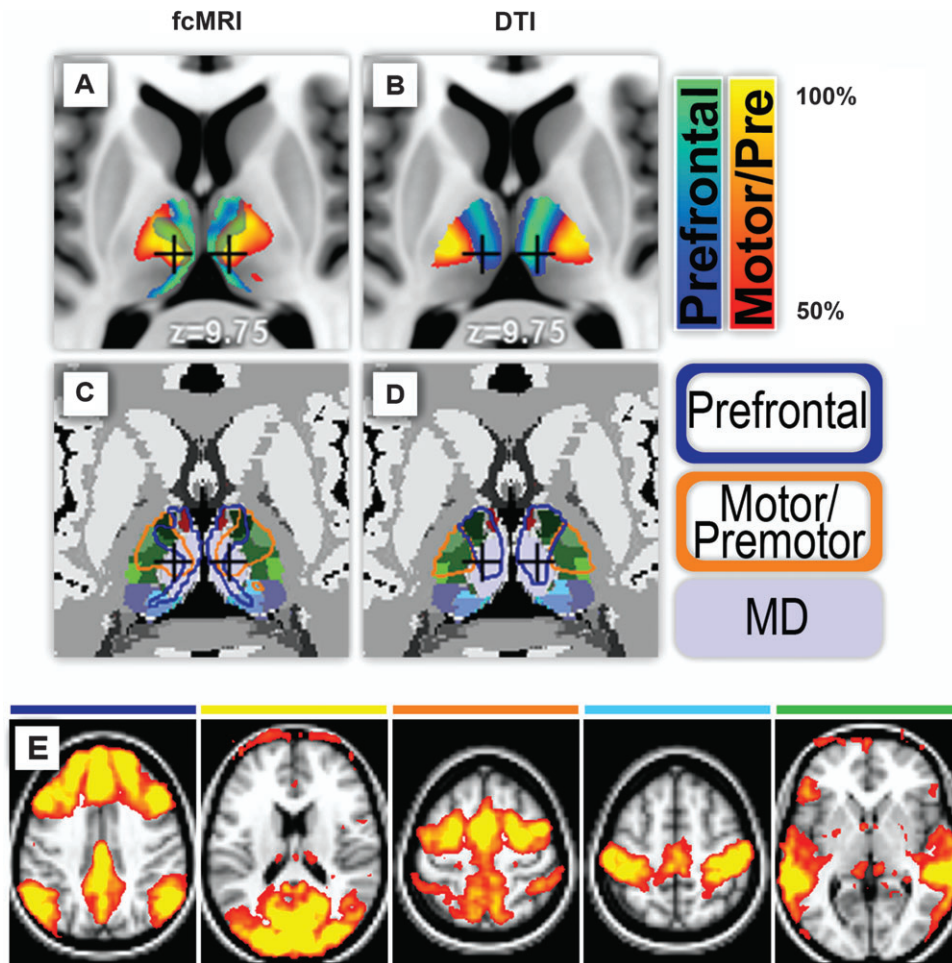 fcMRI
DTI
A
B
Prefrontal
Motor/Pre
100%
50%
z=9.75
z=9.75
C
D
Prefrontal
Motor/
Premotor
MD
E